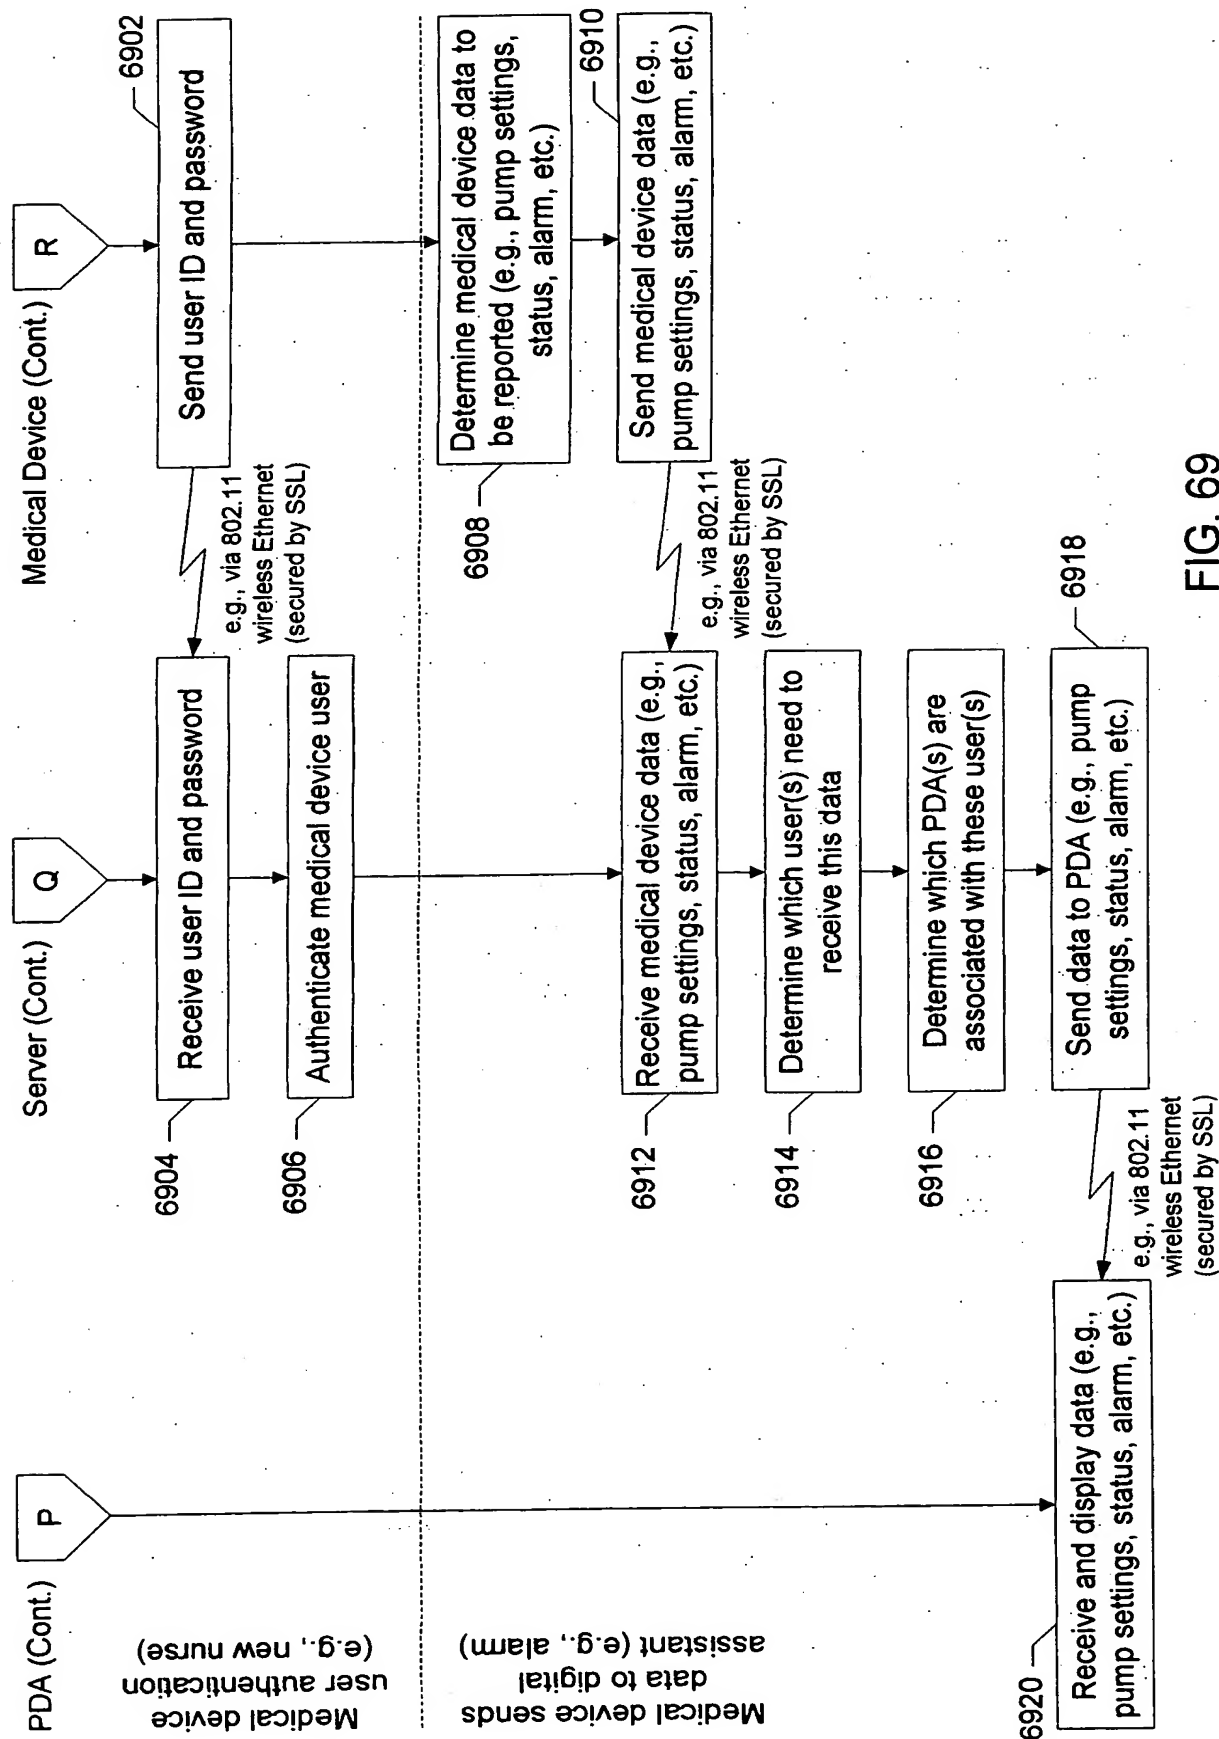 PDA (Cont.)
P
Server (Cont.)
Q
Medical Device (Cont.)
R
Medical device
user authentication
(e.g., new nurse)
6902
Send user ID and password
e.g., via 802.11
wireless Ethernet
(secured by SSL)
6904
Receive user ID and password
6906
Authenticate medical device user
Medical device sends
data to digital
assistant (e.g., alarm)
6908
Determine medical device data to
be reported (e.g., pump settings,
status, alarm, etc.)
6910
Send medical device data (e.g.,
pump settings, status, alarm, etc.)
e.g., via 802.11
wireless Ethernet
(secured by SSL)
6912
Receive medical device data (e.g.,
pump settings, status, alarm, etc.)
6914
Determine which user(s) need to
receive this data
6916
Determine which PDA(s) are
associated with these user(s)
6918
Send data to PDA (e.g., pump
settings, status, alarm, etc.)
e.g., via 802.11
wireless Ethernet
(secured by SSL)
6920
Receive and display data (e.g.,
pump settings, status, alarm, etc.)
FIG. 69